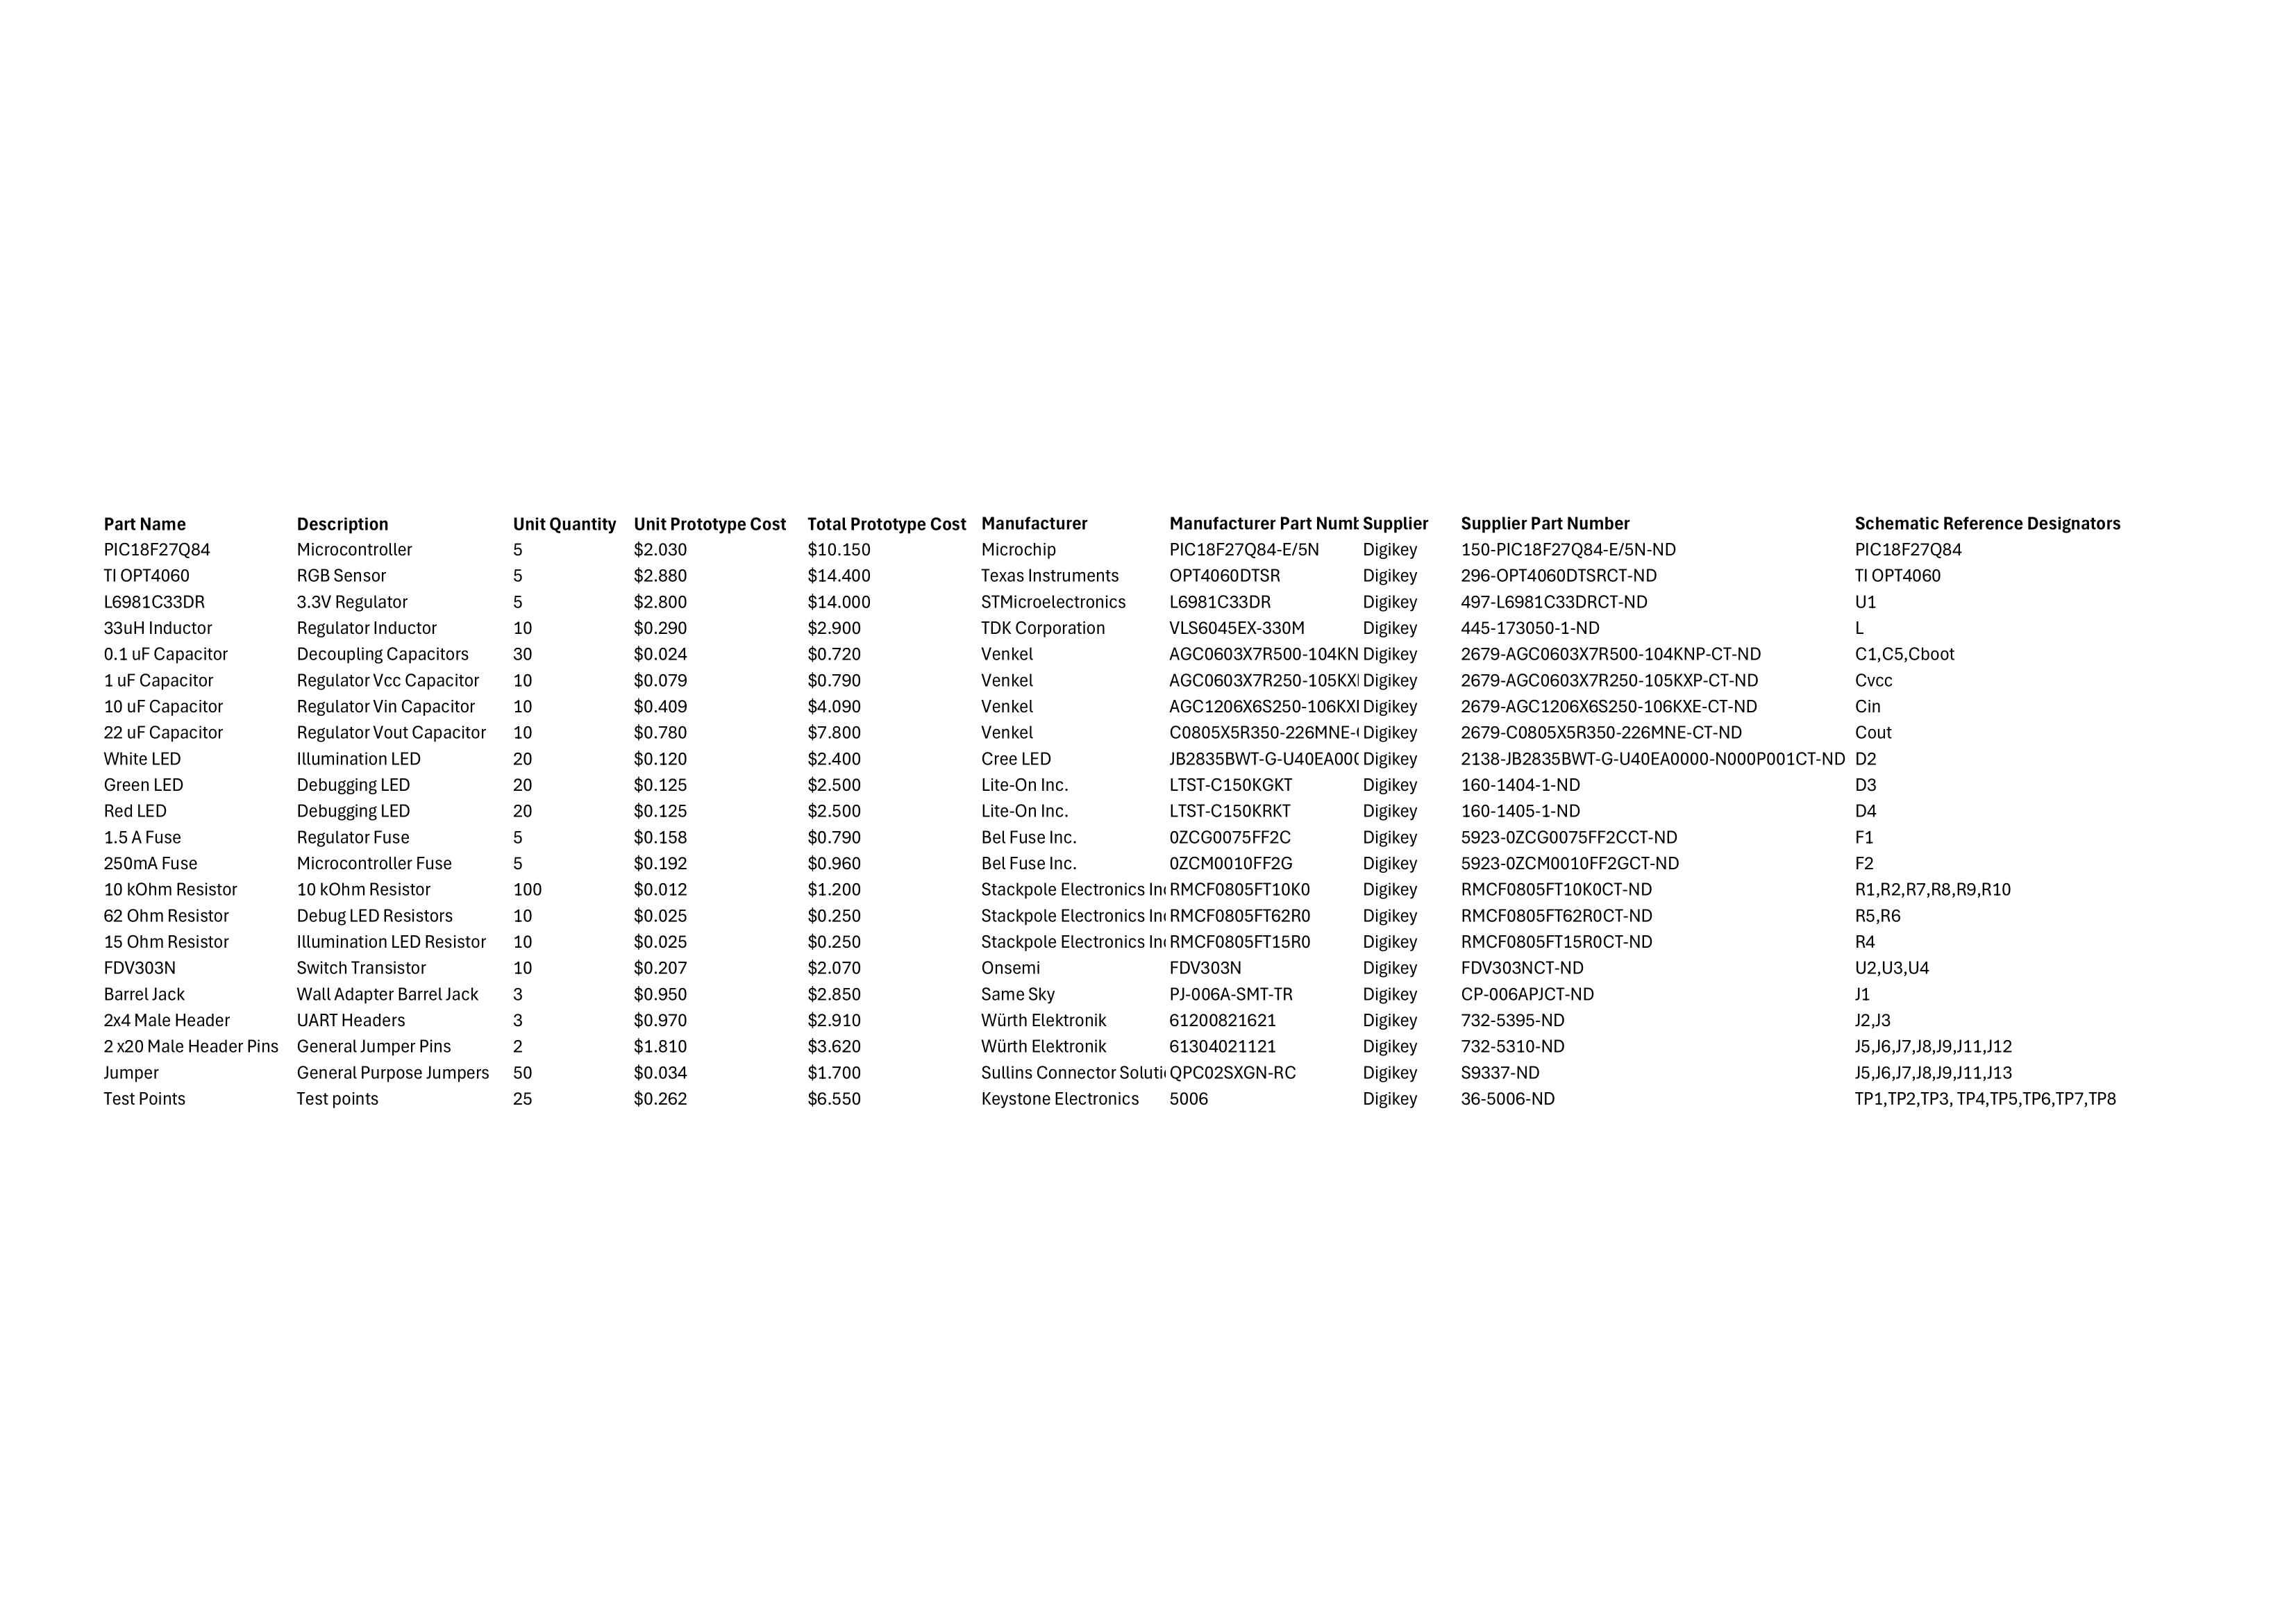 Part Name Description Unit Quantity Unit Prototype Cost Total Prototype Cost Manufacturer Manufacturer Part Numb Supplier Supplier Part Number Schematic Reference Designators
PIC18F27Q84 Microcontroller 5 $2.030 $10.150 Microchip PIC18F27Q84-E/5N Digikey 150-PIC18F27Q84-E/5N-ND PIC18F27Q84
TI OPT4060 RGB Sensor 5 $2.880 $14.400 Texas Instruments OPT4060DTSR Digikey 296-OPT4060DTSRCT-ND TI OPT4060
L6981C33DR 3.3V Regulator 5 $2.800 $14.000 STMicroelectronics L6981C33DR Digikey 497-L6981C33DRCT-ND U1
33uH Inductor Regulator Inductor 10 $0.290 $2.900 TDK Corporation VLS6045EX-330M Digikey 445-173050-1-ND L
0.1 uF Capacitor Decoupling Capacitors 30 $0.024 $0.720 Venkel AGC0603X7R500-104KN Digikey 2679-AGC0603X7R500-104KNP-CT-ND C1,C5,Cboot
1 uF Capacitor Regulator Vcc Capacitor 10 $0.079 $0.790 Venkel AGC0603X7R250-105KX Digikey 2679-AGC0603X7R250-105KXP-CT-ND Cvcc
10 uF Capacitor Regulator Vin Capacitor 10 $0.409 $4.090 Venkel AGC1206X6S250-106KX Digikey 2679-AGC1206X6S250-106KXE-CT-ND Cin
22 uF Capacitor Regulator Vout Capacitor 10 $0.780 $7.800 Venkel C0805X5R350-226MNE- Digikey 2679-C0805X5R350-226MNE-CT-ND Cout
White LED Illumination LED 20 $0.120 $2.400 Cree LED JB2835BWT-G-U40EA00 Digikey 2138-JB2835BWT-G-U40EA0000-N000P001CT-ND D2
Green LED Debugging LED 20 $0.125 $2.500 Lite-On Inc. LTST-C150KGKT Digikey 160-1404-1-ND D3
Red LED Debugging LED 20 $0.125 $2.500 Lite-On Inc. LTST-C150KRKT Digikey 160-1405-1-ND D4
1.5 A Fuse Regulator Fuse 5 $0.158 $0.790 Bel Fuse Inc. 0ZCG0075FF2C Digikey 5923-0ZCG0075FF2CCT-ND F1
250mA Fuse Microcontroller Fuse 5 $0.192 $0.960 Bel Fuse Inc. 0ZCM0010FF2G Digikey 5923-0ZCM0010FF2GCT-ND F2
10 kOhm Resistor 10 kOhm Resistor 100 $0.012 $1.200 Stackpole Electronics Inc RMCF0805FT10K0 Digikey RMCF0805FT10K0CT-ND R1,R2,R7,R8,R9,R10
62 Ohm Resistor Debug LED Resistors 10 $0.025 $0.250 Stackpole Electronics Inc RMCF0805FT62R0 Digikey RMCF0805FT62R0CT-ND R5,R6
15 Ohm Resistor Illumination LED Resistor 10 $0.025 $0.250 Stackpole Electronics Inc RMCF0805FT15R0 Digikey RMCF0805FT15R0CT-ND R4
FDV303N Switch Transistor 10 $0.207 $2.070 Onsemi FDV303N Digikey FDV303NCT-ND U2,U3,U4
Barrel Jack Wall Adapter Barrel Jack 3 $0.950 $2.850 Same Sky PJ-006A-SMT-TR Digikey CP-006APJCT-ND J1
2x4 Male Header UART Headers 3 $0.970 $2.910 Würth Elektronik 61200821621 Digikey 732-5395-ND J2,J3
2 x20 Male Header Pins General Jumper Pins 2 $1.810 $3.620 Würth Elektronik 61304021121 Digikey 732-5310-ND J5,J6,J7,J8,J9,J11,J12
Jumper General Purpose Jumpers 50 $0.034 $1.700 Sullins Connector Soluti QPC02SXGN-RC Digikey S9337-ND J5,J6,J7,J8,J9,J11,J13
Test Points Test points 25 $0.262 $6.550 Keystone Electronics 5006 Digikey 36-5006-ND TP1,TP2,TP3, TP4,TP5,TP6,TP7,TP8